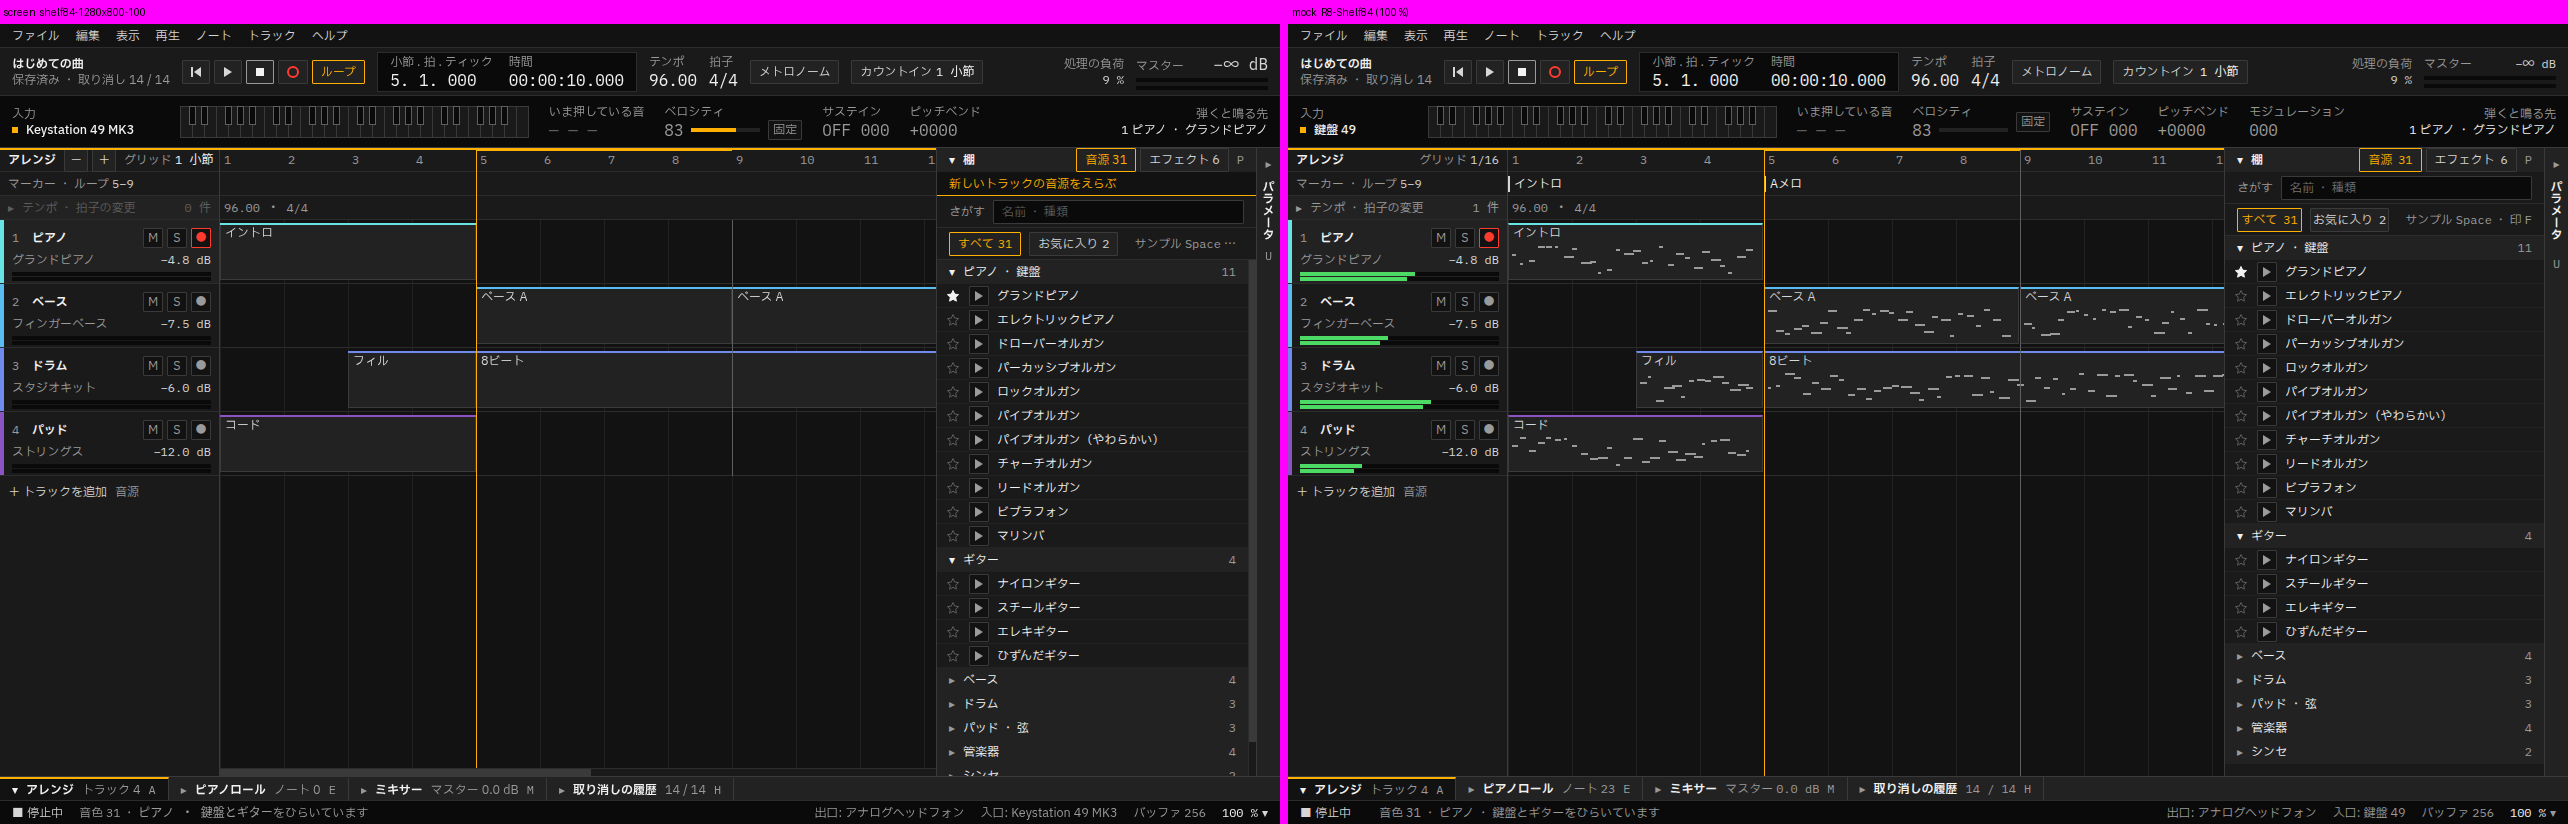 screen shelf84-1280x800-100
ファイル 編集 表示 再生 ノート トラック ヘルプ
はじめての曲
保存済み ・ 取り消し 14 / 14
ループ
小節 . 拍 . ティック 時間
5. 1. 000 00:00:10.000
テンポ 拍子
96.00 4/4
メトロノーム
カウントイン 1 小節
処理の負荷
9 %
マスター −∞ dB
入力
Keystation 49 MK3
いま押している音
— — —
ベロシティ
83
固定
サステイン
OFF 000
ピッチベンド
+0000
弾くと鳴る先
1 ピアノ ・ グランドピアノ
アレンジ − + グリッド 1 小節
1 2 3 4 5 6 7 8 9 10 11 1
マーカー ・ ループ 5–9
▸ テンポ ・ 拍子の変更 0 件
96.00 ・ 4/4
1 ピアノ M S
グランドピアノ −4.8 dB
イントロ
2 ベース M S
フィンガーベース −7.5 dB
ベース A ベース A
3 ドラム M S
スタジオキット −6.0 dB
フィル 8ビート
4 パッド M S
ストリングス −12.0 dB
コード
+ トラックを追加 音源
▾ 棚 音源 31 エフェクト 6 P
新しいトラックの音源をえらぶ
さがす 名前 ・ 種類
すべて 31 お気に入り 2 サンプル Space …
▾ ピアノ ・ 鍵盤 11
グランドピアノ
エレクトリックピアノ
ドローバーオルガン
パーカッシブオルガン
ロックオルガン
パイプオルガン
パイプオルガン（やわらかい）
チャーチオルガン
リードオルガン
ビブラフォン
マリンバ
▾ ギター 4
ナイロンギター
スチールギター
エレキギター
ひずんだギター
▸ ベース 4
▸ ドラム 3
▸ パッド ・ 弦 3
▸ 管楽器 4
▸ シンセ 2
▸ パラメータ U
▾ アレンジ トラック 4 A
▸ ピアノロール ノート 0 E
▸ ミキサー マスター 0.0 dB M
▸ 取り消しの履歴 14 / 14 H
■ 停止中 音色 31 ・ ピアノ ・ 鍵盤とギターをひらいています
出口: アナログヘッドフォン 入口: Keystation 49 MK3 バッファ 256 100 % ▾
mock R8-Shelf84 (100%)
ファイル 編集 表示 再生 ノート トラック ヘルプ
はじめての曲
保存済み ・ 取り消し 14
ループ
小節 . 拍 . ティック 時間
5. 1. 000 00:00:10.000
テンポ 拍子
96.00 4/4
メトロノーム
カウントイン 1 小節
処理の負荷
9 %
マスター −∞ dB
入力
鍵盤 49
いま押している音
— — —
ベロシティ
83
固定
サステイン
OFF 000
ピッチベンド
+0000
モジュレーション
000
弾くと鳴る先
1 ピアノ ・ グランドピアノ
アレンジ グリッド 1/16
1 2 3 4 5 6 7 8 9 10 11 1
マーカー ・ ループ 5–9
イントロ Aメロ
▸ テンポ ・ 拍子の変更 1 件
96.00 ・ 4/4
1 ピアノ M S
グランドピアノ −4.8 dB
イントロ
2 ベース M S
フィンガーベース −7.5 dB
ベース A ベース A
3 ドラム M S
スタジオキット −6.0 dB
フィル 8ビート
4 パッド M S
ストリングス −12.0 dB
コード
+ トラックを追加 音源
▾ 棚 音源 31 エフェクト 6 P
さがす 名前 ・ 種類
すべて 31 お気に入り 2 サンプル Space ・ 印 F
▾ ピアノ ・ 鍵盤 11
グランドピアノ
エレクトリックピアノ
ドローバーオルガン
パーカッシブオルガン
ロックオルガン
パイプオルガン
パイプオルガン（やわらかい）
チャーチオルガン
リードオルガン
ビブラフォン
マリンバ
▾ ギター 4
ナイロンギター
スチールギター
エレキギター
ひずんだギター
▸ ベース 4
▸ ドラム 3
▸ パッド ・ 弦 3
▸ 管楽器 4
▸ シンセ 2
▸ パラメータ U
▾ アレンジ トラック 4 A
▸ ピアノロール ノート 23 E
▸ ミキサー マスター 0.0 dB M
▸ 取り消しの履歴 14 / 14 H
■ 停止中 音色 31 ・ ピアノ ・ 鍵盤とギターをひらいています
出口: アナログヘッドフォン 入口: 鍵盤 49 バッファ 256 100 % ▾